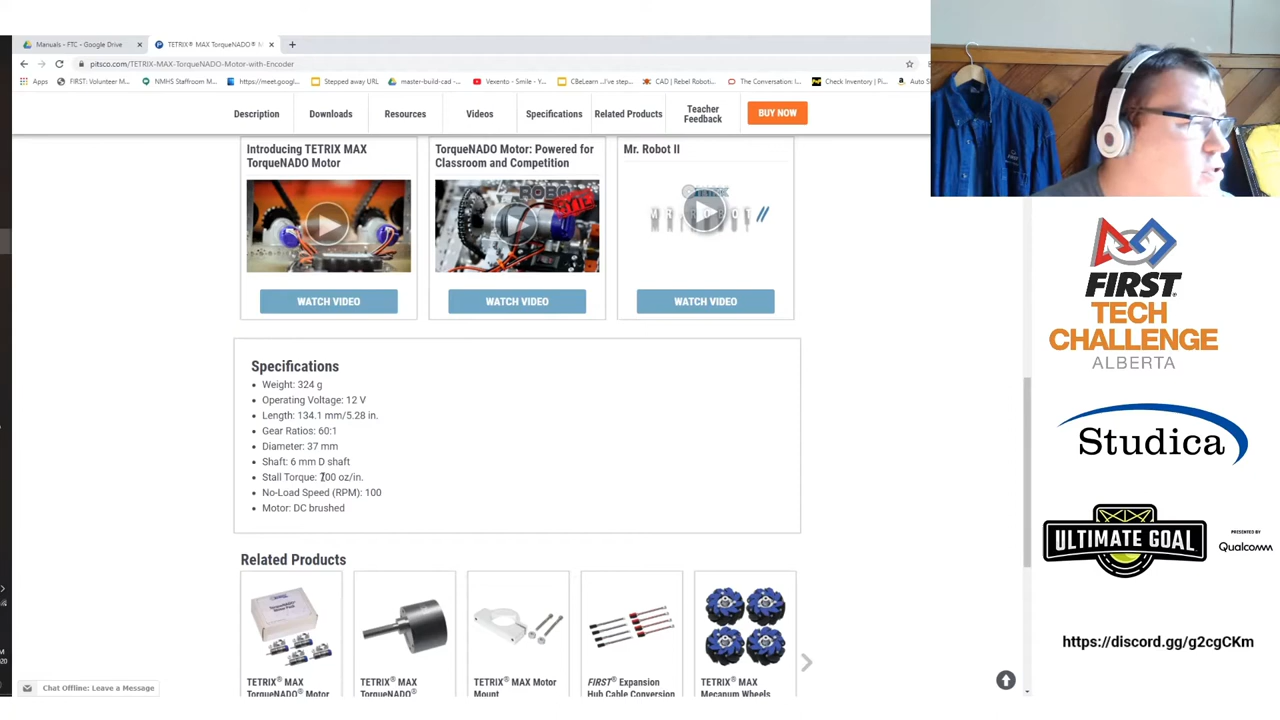 Manuals - FTC - Google Drive
TETRIX® MAX TorqueNADO® M
pitsco.com/TETRIX-MAX-TorqueNADO-Motor-with-Encoder
Apps
FIRST: Volunteer M...
NMHS Staffroom M...
https://meet.googl...
Stepped away URL
master-build-cad -...
Vexento - Smile - Y...
CBeLearn ...I've step...
CAD | Rebel Roboti...
The Conversation: I...
Check Inventory | Pi...
Auto S
Description
Downloads
Resources
Videos
Specifications
Related Products
Teacher
Feedback
BUY NOW
Introducing TETRIX MAX
TorqueNADO Motor
TorqueNADO Motor: Powered for
Classroom and Competition
Mr. Robot II
WATCH VIDEO
WATCH VIDEO
WATCH VIDEO
Specifications
Weight: 324 g
Operating Voltage: 12 V
Length: 134.1 mm/5.28 in.
Gear Ratios: 60:1
Diameter: 37 mm
Shaft: 6 mm D shaft
Stall Torque: 700 oz/in.
No-Load Speed (RPM): 100
Motor: DC brushed
Related Products
TETRIX® MAX
TorqueNADO® Motor
TETRIX® MAX
TorqueNADO®
TETRIX® MAX Motor
Mount
FIRST® Expansion
Hub Cable Conversion
TETRIX® MAX
Mecanum Wheels
Chat Offline: Leave a Message
FIRST
TECH
CHALLENGE
ALBERTA
Studica
ULTIMATE GOAL
PRESENTED BY
Qualcomm
https://discord.gg/g2cgCKm